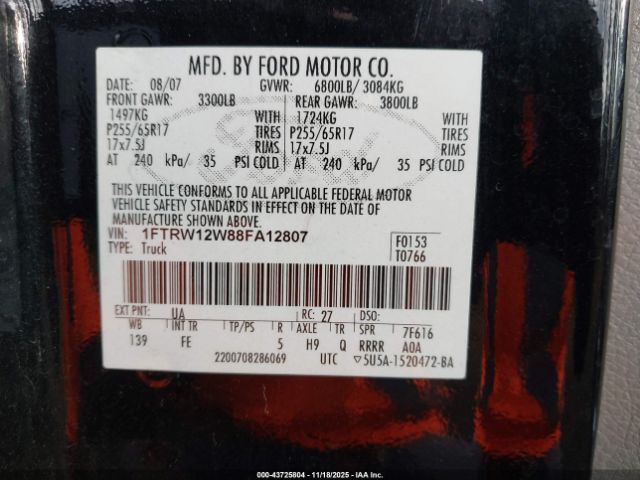 MFD. BY FORD MOTOR CO.
DATE: 08/07 GVWR: 6800LB/ 3084KG
FRONT GAWR: 3300LB REAR GAWR: 3800LB
1497KG WITH 1724KG WITH
P255/65R17 TIRES P255/65R17 TIRES
17x7.5J RIMS 17x7.5J RIMS
AT 240 kPa/ 35 PSI COLD AT 240 kPa/ 35 PSI COLD
THIS VEHICLE CONFORMS TO ALL APPLICABLE FEDERAL MOTOR
VEHICLE SAFETY STANDARDS IN EFFECT ON THE DATE OF
MANUFACTURE SHOWN ABOVE.
VIN: 1FTRW12W88FA12807 F0153
TYPE: Truck T0766
EXT PNT: UA RC: 27 DSO:
WB INT TR TP/PS R AXLE TR SPR 7F616
139 FE 5 H9 Q RRRR AOA
2200708286069 UTC ▽5U5A-1520472-BA
000-43725804 | 11/18/2025 | IAA, Inc.